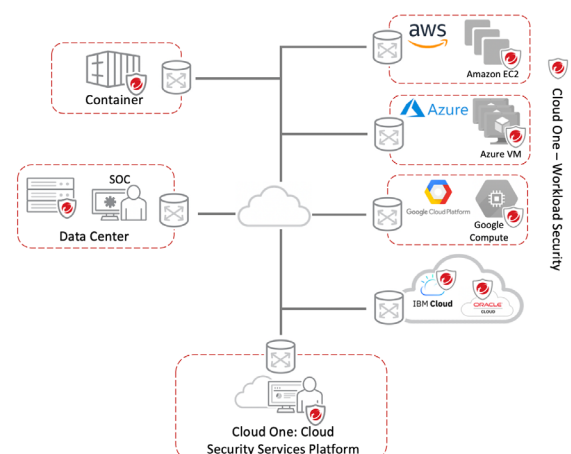 aws
Amazon EC2
Container
Azure
Azure VM
SOC
Data Center
Google Cloud Platform
Google
Compute
IBM Cloud
ORACLE
CLOUD
Cloud One: Cloud
Security Services Platform
Cloud One – Workload Security